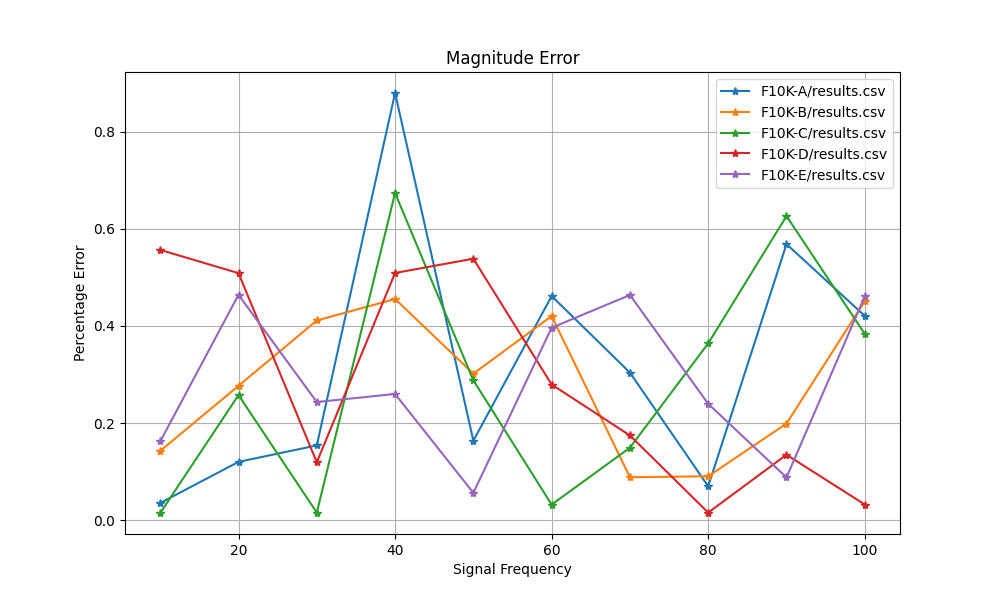 Magnitude Error
F10K-A/results.csv
F10K-B/results.csv
F10K-C/results.csv
F10K-D/results.csv
F10K-E/results.csv
Percentage Error
0.8
0.6
0.4
0.2
0.0
20 40 60 80 100
Signal Frequency